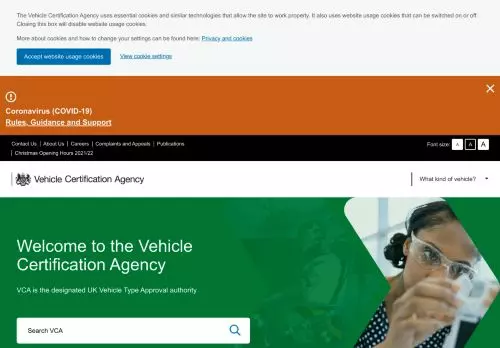 The Vehicle Certification Agency uses essential cookies and similar technologies that allow the site to work properly. It also uses website usage cookies that can be switched on or off.
Closing this box will disable website usage cookies.
More about cookies and how to change your settings can be found here: Privacy and cookies
Accept website usage cookies View cookie settings
Coronavirus (COVID-19)
Rules, Guidance and Support
Contact Us | About Us | Careers | Complaints and Appeals | Publications
| Christmas Opening Hours 2021/22
Font size: A A A
Vehicle Certification Agency
What kind of vehicle?
Welcome to the Vehicle
Certification Agency
VCA is the designated UK Vehicle Type Approval authority
Search VCA